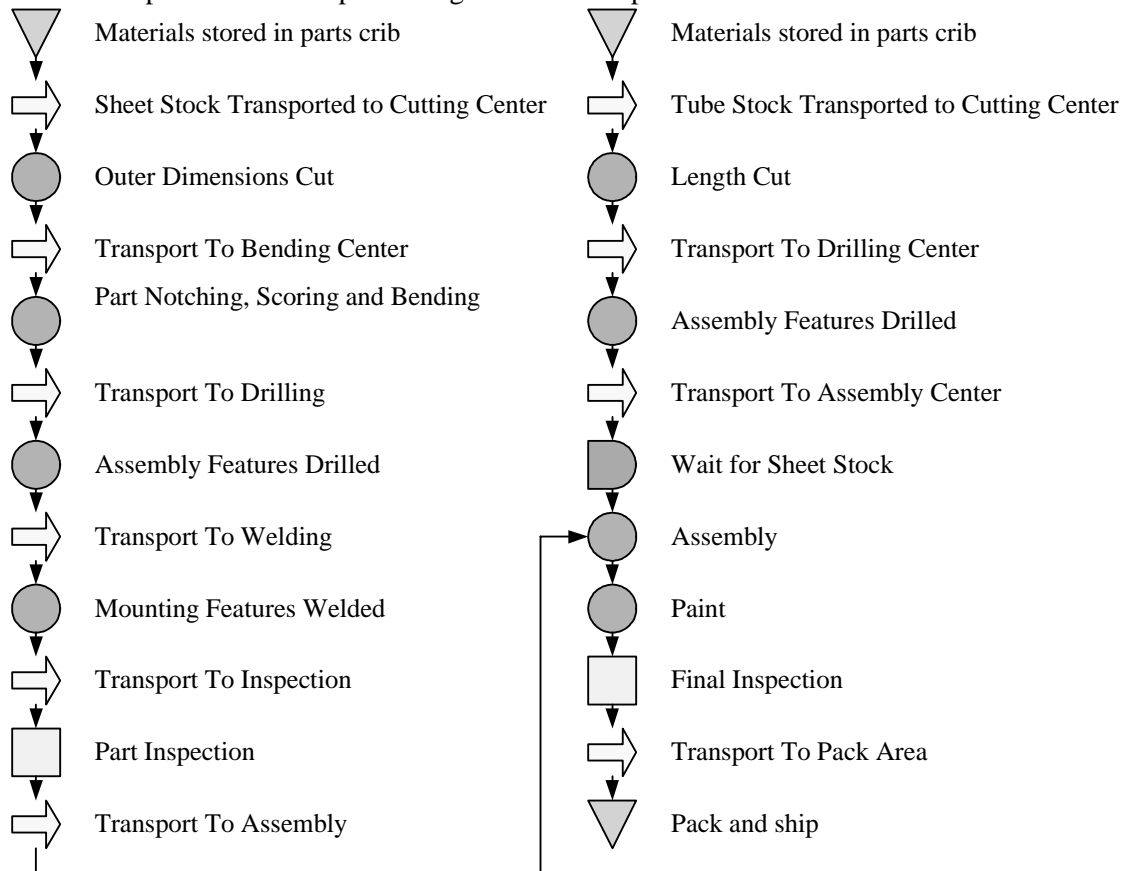 Materials stored in parts crib
Sheet Stock Transported to Cutting Center
Outer Dimensions Cut
Transport To Bending Center
Part Notching, Scoring and Bending
Transport To Drilling
Assembly Features Drilled
Transport To Welding
Mounting Features Welded
Transport To Inspection
Part Inspection
Transport To Assembly
Materials stored in parts crib
Tube Stock Transported to Cutting Center
Length Cut
Transport To Drilling Center
Assembly Features Drilled
Transport To Assembly Center
Wait for Sheet Stock
Assembly
Paint
Final Inspection
Transport To Pack Area
Pack and ship